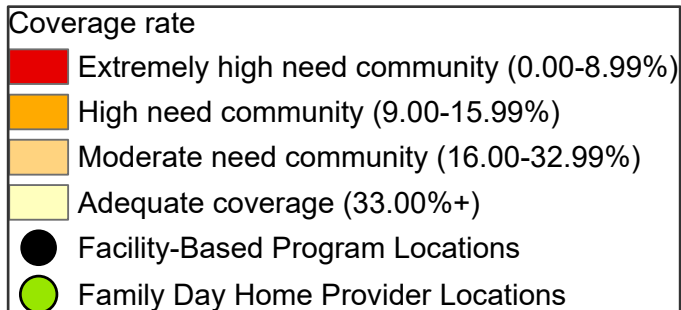 Coverage rate
Extremely high need community (0.00-8.99%)
High need community (9.00-15.99%)
Moderate need community (16.00-32.99%)
Adequate coverage (33.00%+)
Facility-Based Program Locations
Family Day Home Provider Locations